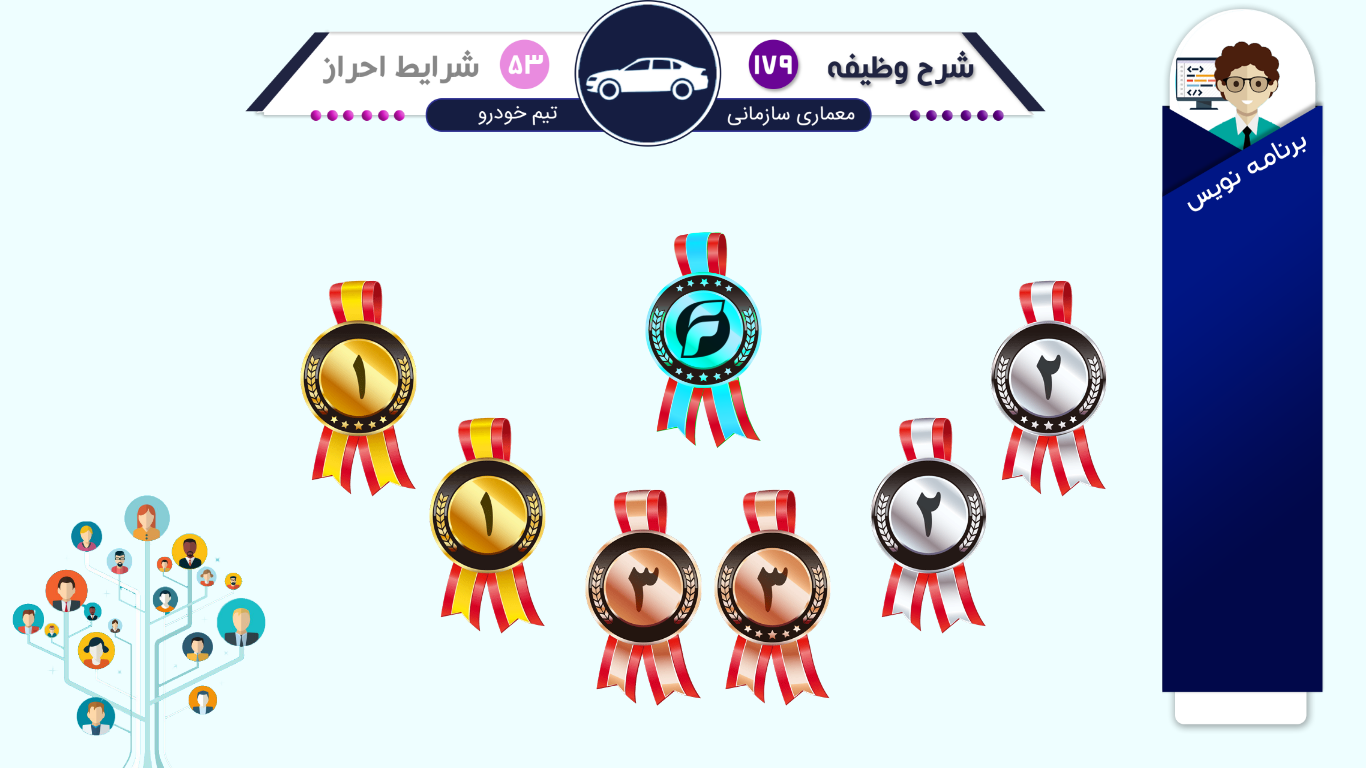 شرح وظیفه ۱۷۹
۵۳ شرایط احراز
معماری سازمانی
تیم خودرو
برنامه نویس
</>
<-->
۱
F
۲
۱
۲
۳
۳